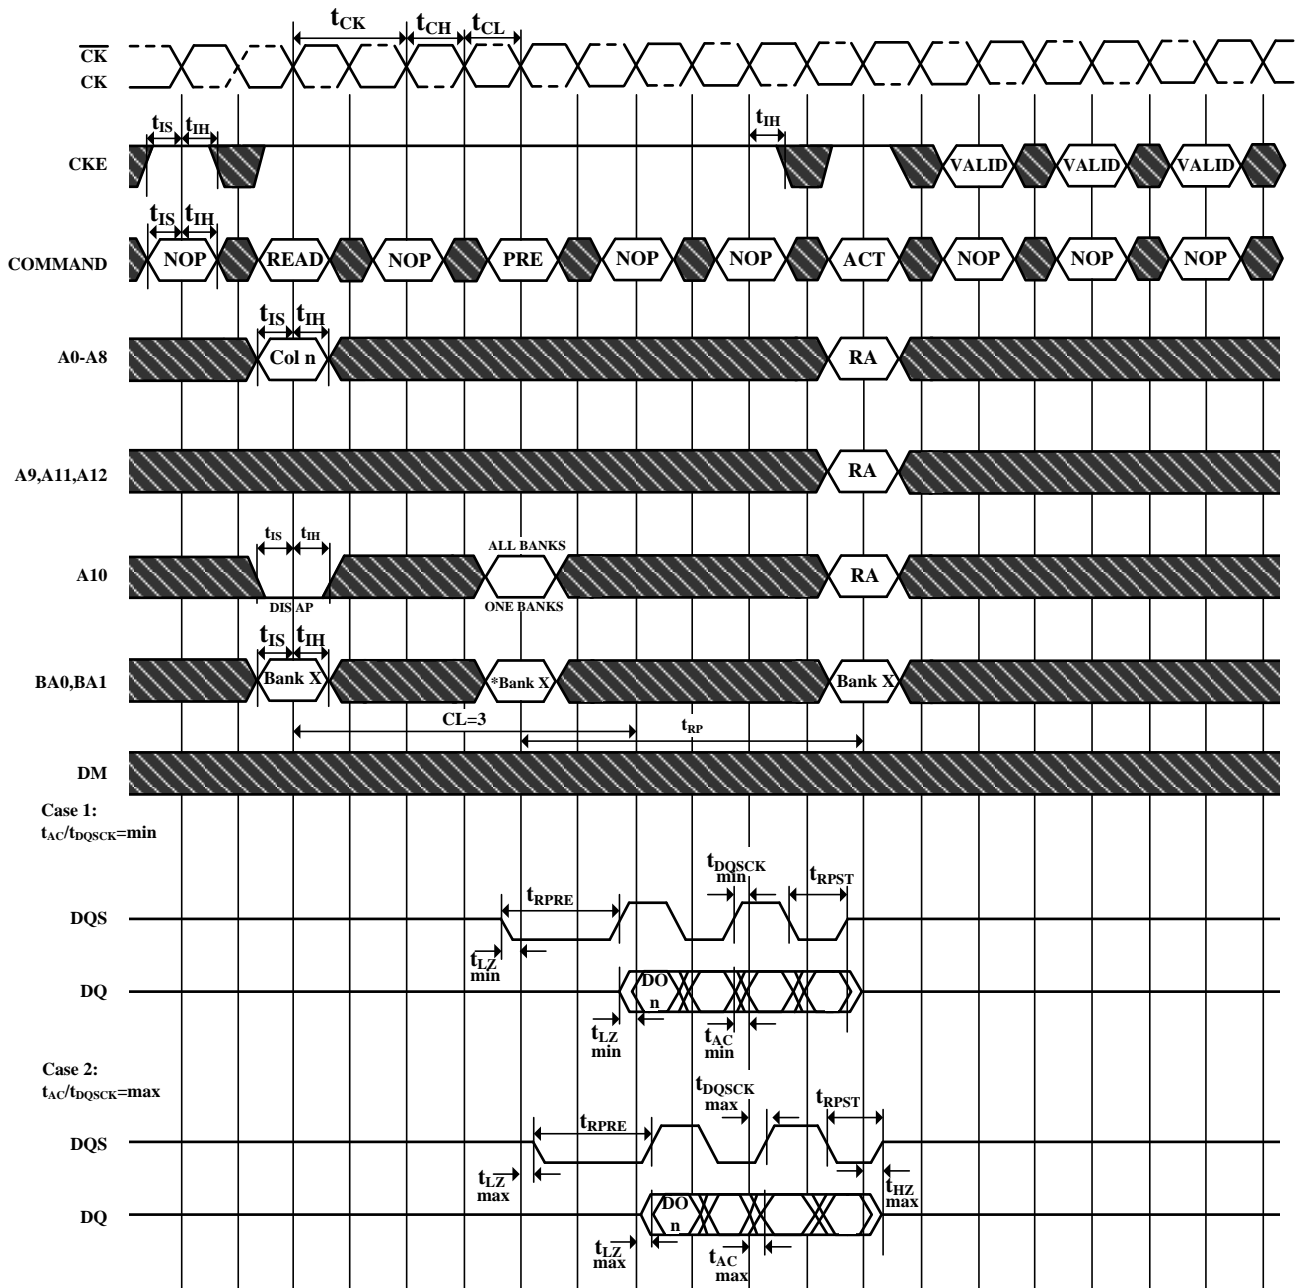 tCK tCH tCL
CK
CK
tIS tIH tIH
CKE VALID VALID VALID
tIS tIH
COMMAND NOP READ NOP PRE NOP NOP ACT NOP NOP NOP
tIS tIH
A0-A8 Col n RA
A9,A11,A12 RA
tIS tIH ALL BANKS
A10 RA
DIS AP ONE BANKS
tIS tIH
BA0,BA1 Bank X *Bank X Bank X
CL=3 tRP
DM
Case 1:
tAC/tDQSCK=min
tDQSCK min tRPST
tRPRE
DQS
tLZ min
DQ DO n
tLZ min tAC min
Case 2:
tAC/tDQSCK=max
tDQSCK max tRPST
tRPRE
DQS
tLZ max tHZ max
DQ DO n
tLZ max tAC max